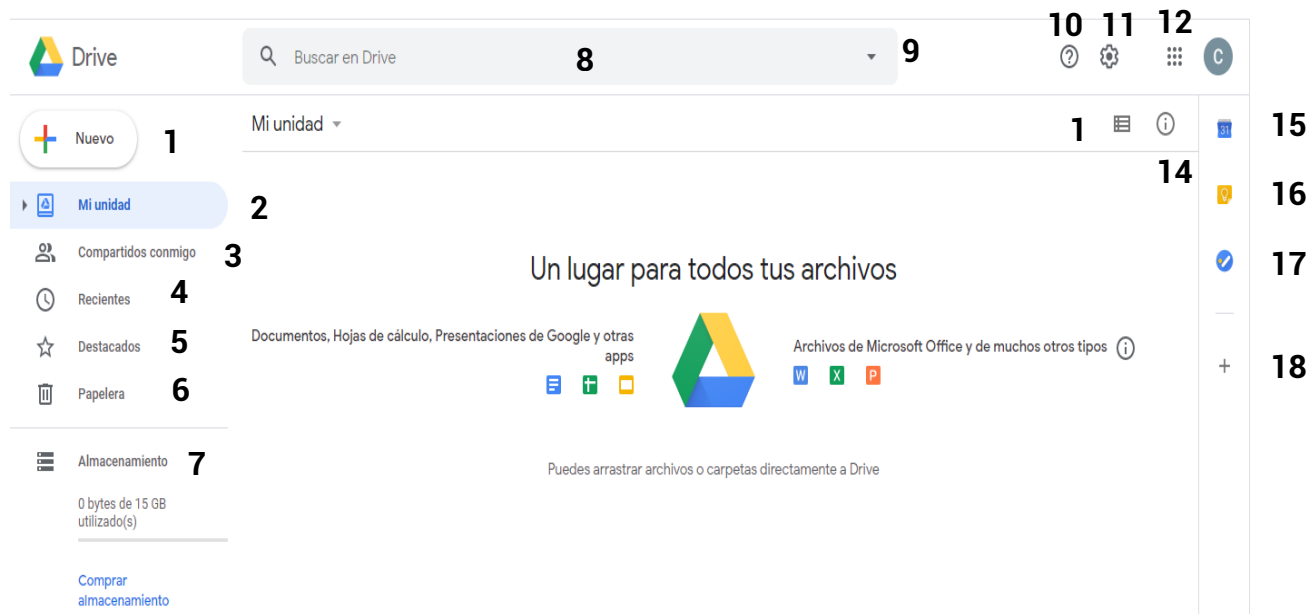 10 11 12
Drive
Buscar en Drive 8 9
C
Nuevo 1
Mi unidad 1
31 15
14
Mi unidad 2
16
Compartidos conmigo 3
Un lugar para todos tus archivos
17
Recientes 4
Documentos, Hojas de cálculo, Presentaciones de Google y otras
apps
Archivos de Microsoft Office y de muchos otros tipos
W X P
Destacados 5
18
Papelera 6
Almacenamiento 7
Puedes arrastrar archivos o carpetas directamente a Drive
0 bytes de 15 GB
utilizado(s)
Comprar
almacenamiento